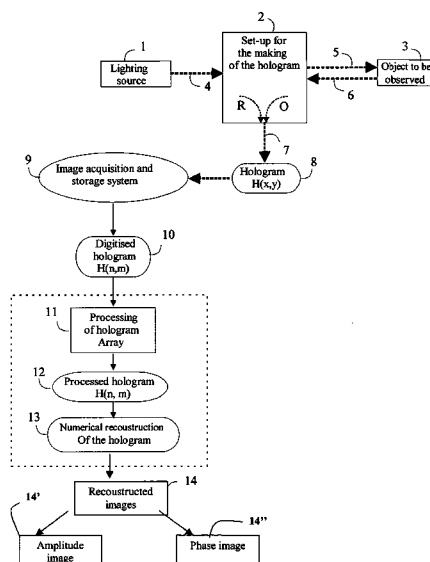 1
Lighting
source
4
2
Set-up for
the making
of the hologram
R O
5
6
3
Object to be
observed
7
Hologram
H(x,y)
8
9
Image acquisition and
storage system
10
Digitised
hologram
H(n,m)
11
Processing
of hologram
Array
12
Processed hologram
H(n, m)
13
Numerical recoustruction
Of the hologram
Recoustructed
images
14
14'
Amplitude
image
14"
Phase image